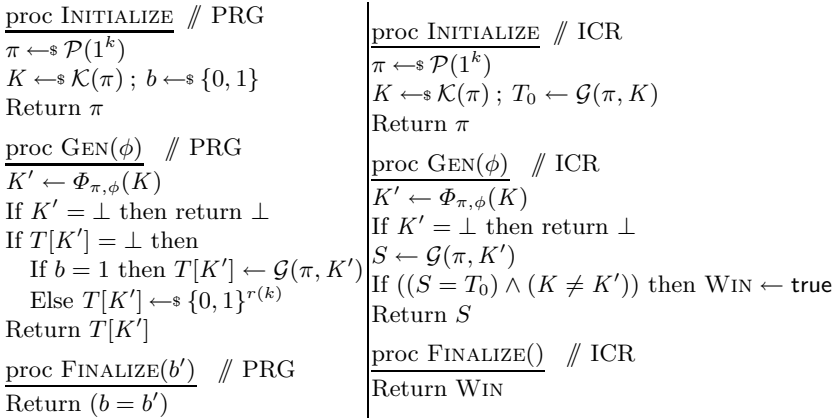 proc INITIALIZE // PRG
π ←$ 𝒫(1^k)
K ←$ 𝒦(π) ; b ←$ {0, 1}
Return π
proc GEN(ϕ) // PRG
K′ ← Φ_{π,ϕ}(K)
If K′ = ⊥ then return ⊥
If T[K′] = ⊥ then
If b = 1 then T[K′] ← 𝒢(π, K′)
Else T[K′] ←$ {0, 1}^{r(k)}
Return T[K′]
proc FINALIZE(b′) // PRG
Return (b = b′)
proc INITIALIZE // ICR
π ←$ 𝒫(1^k)
K ←$ 𝒦(π) ; T_0 ← 𝒢(π, K)
Return π
proc GEN(ϕ) // ICR
K′ ← Φ_{π,ϕ}(K)
If K′ = ⊥ then return ⊥
S ← 𝒢(π, K′)
If ((S = T_0) ∧ (K ≠ K′)) then WIN ← true
Return S
proc FINALIZE() // ICR
Return WIN